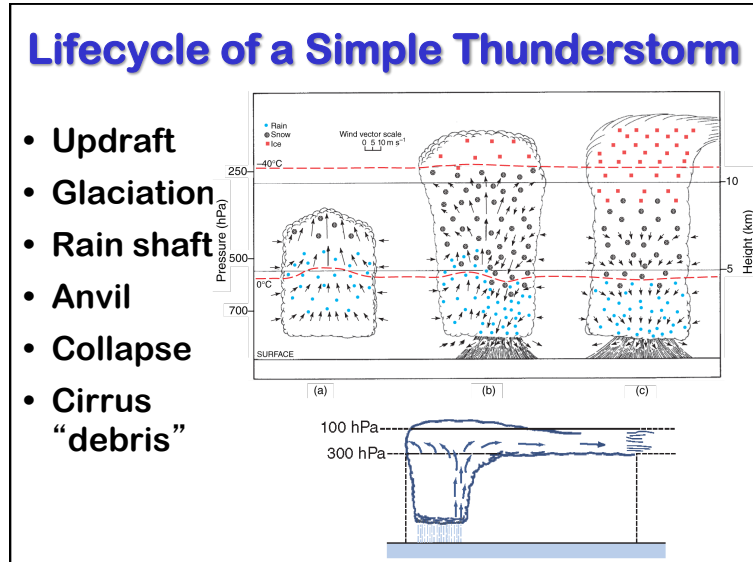 Lifecycle of a Simple Thunderstorm
• Updraft
• Glaciation
• Rain shaft
• Anvil
• Collapse
• Cirrus
“debris”
Rain
Snow
Ice
Wind vector scale
0 5 10 m s⁻¹
-40°C
250
500
0°C
700
Pressure (hPa)
10
5
Height (km)
SURFACE
(a)
(b)
(c)
100 hPa
300 hPa